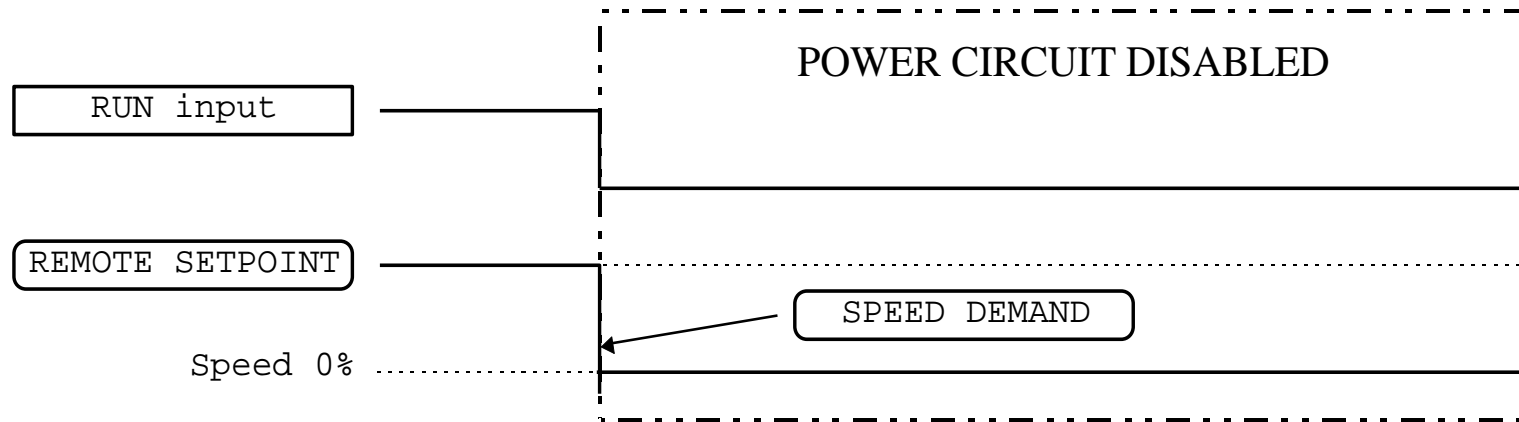 POWER CIRCUIT DISABLED
RUN input
REMOTE SETPOINT
SPEED DEMAND
Speed 0%